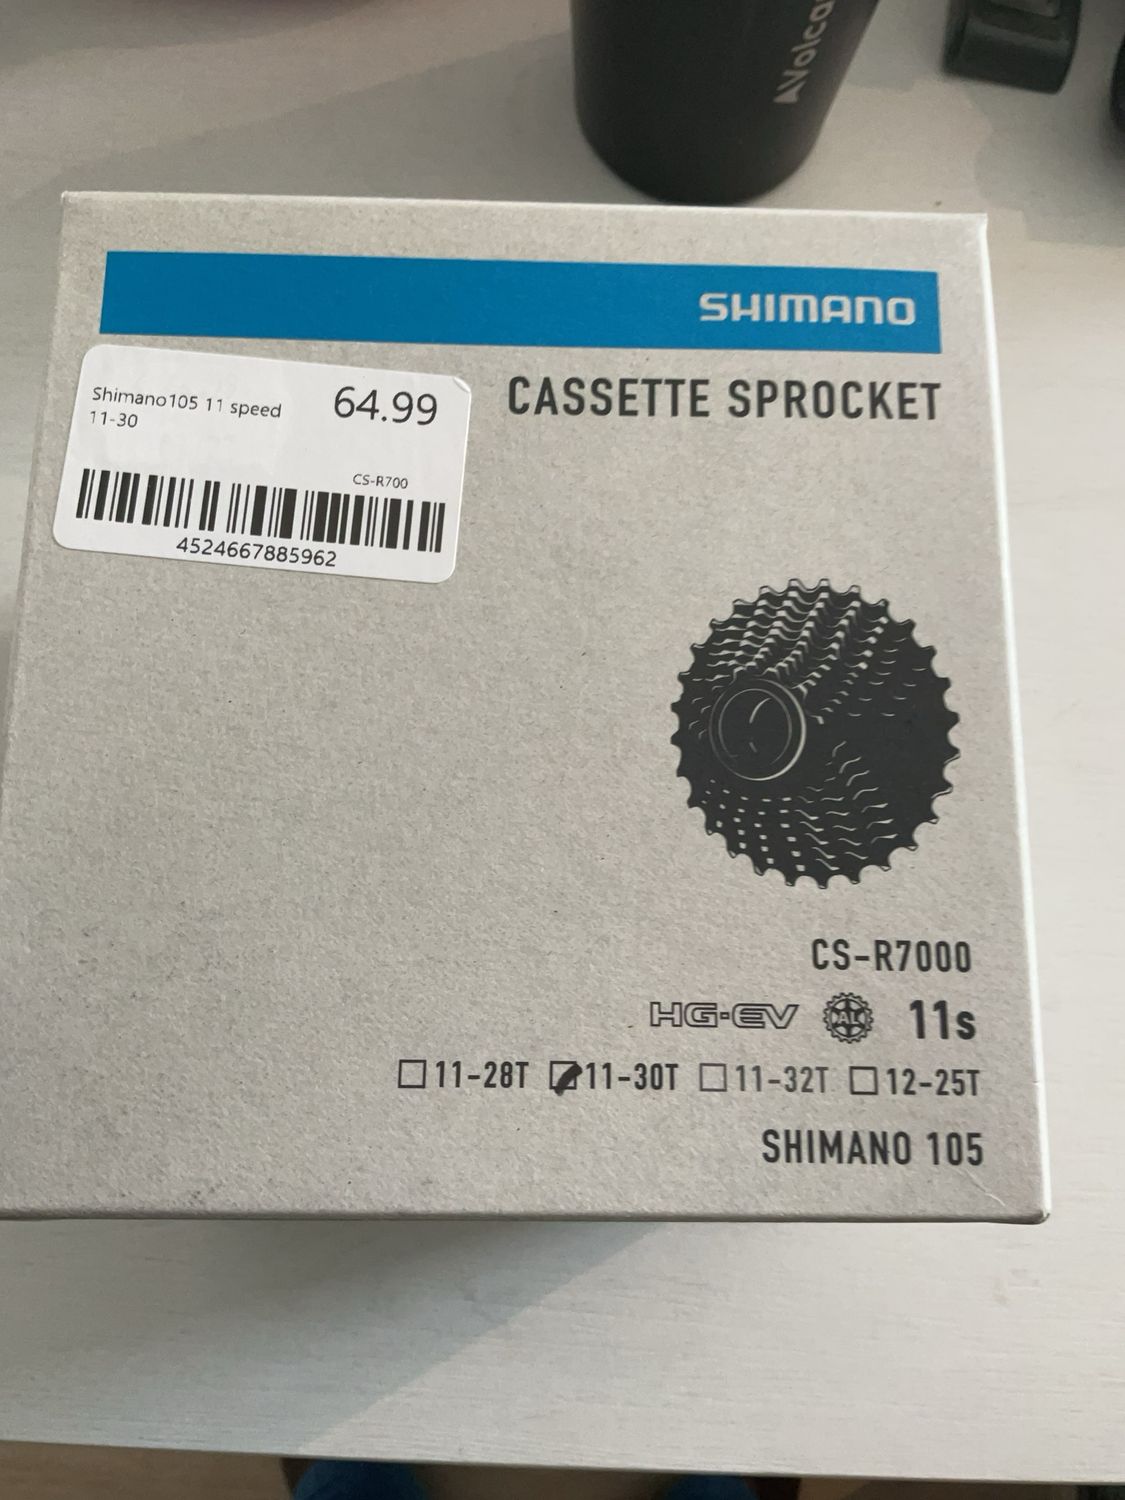 Volca
SHIMANO
CASSETTE SPROCKET
Shimano105 11 speed
11-30
64.99
CS-R700
4524667885962
CS-R7000
HG-EV 11s
11-28T 11-30T 11-32T 12-25T
SHIMANO 105